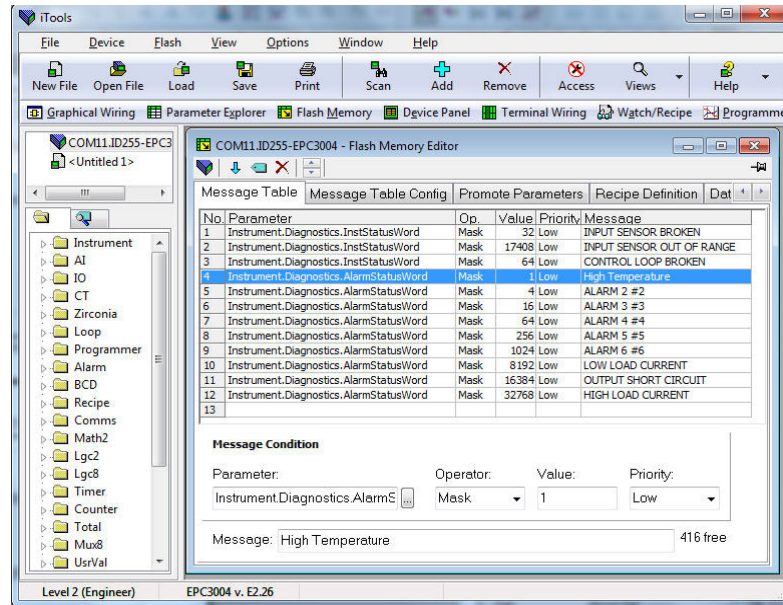 iTools
File Device Flash View Options Window Help
New File Open File Load Save Print Scan Add Remove Access Views Help
Graphical Wiring Parameter Explorer Flash Memory Device Panel Terminal Wiring Watch/Recipe Programme
COM11.ID255-EPC3
<Untitled 1>
COM11.ID255-EPC3004 - Flash Memory Editor
Message Table Message Table Config Promote Parameters Recipe Definition Dat
No. Parameter Op. Value Priority Message
1 Instrument.Diagnostics.InstStatusWord Mask 32 Low INPUT SENSOR BROKEN
2 Instrument.Diagnostics.InstStatusWord Mask 17408 Low INPUT SENSOR OUT OF RANGE
3 Instrument.Diagnostics.InstStatusWord Mask 64 Low CONTROL LOOP BROKEN
4 Instrument.Diagnostics.AlarmStatusWord Mask 1 Low High Temperature
5 Instrument.Diagnostics.AlarmStatusWord Mask 4 Low ALARM 2 #2
6 Instrument.Diagnostics.AlarmStatusWord Mask 16 Low ALARM 3 #3
7 Instrument.Diagnostics.AlarmStatusWord Mask 64 Low ALARM 4 #4
8 Instrument.Diagnostics.AlarmStatusWord Mask 256 Low ALARM 5 #5
9 Instrument.Diagnostics.AlarmStatusWord Mask 1024 Low ALARM 6 #6
10 Instrument.Diagnostics.AlarmStatusWord Mask 8192 Low LOW LOAD CURRENT
11 Instrument.Diagnostics.AlarmStatusWord Mask 16384 Low OUTPUT SHORT CIRCUIT
12 Instrument.Diagnostics.AlarmStatusWord Mask 32768 Low HIGH LOAD CURRENT
13
Instrument
AI
IO
CT
Zirconia
Loop
Programmer
Alarm
BCD
Recipe
Comms
Math2
Lgc2
Lgc8
Timer
Counter
Total
Mux8
UsrVal
Message Condition
Parameter: Operator: Value: Priority:
Instrument.Diagnostics.AlarmS ... Mask 1 Low
Message: High Temperature 416 free
Level 2 (Engineer) EPC3004 v. E2.26